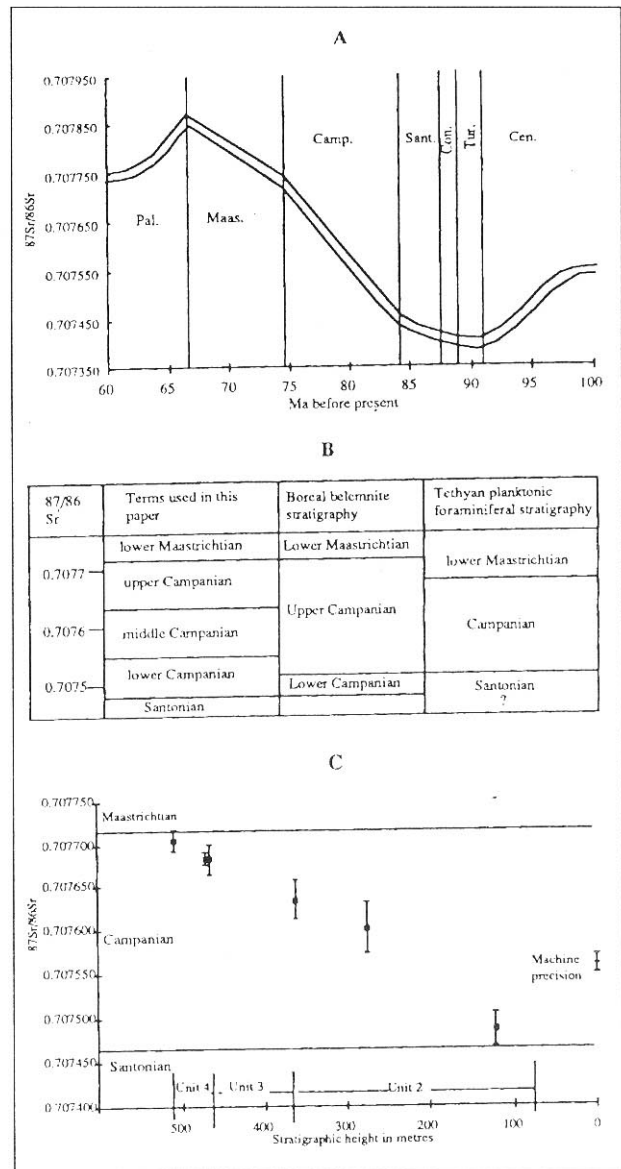 A
0.707950
0.707850
0.707750
0.707650
0.707550
0.707450
0.707350
87Sr/86Sr
Camp.
Sant.
Con.
Tur.
Cen.
Pal.
Maas.
60 65 70 75 80 85 90 95 100
Ma before present
B
87/86 Sr
Terms used in this paper
Boreal belemnite stratigraphy
Tethyan planktonic foraminiferal stratigraphy
0.7077
0.7076
0.7075
lower Maastrichtian
upper Campanian
middle Campanian
lower Campanian
Santonian
Lower Maastrichtian
Upper Campanian
Lower Campanian
lower Maastrichtian
Campanian
Santonian
?
C
0.707750
0.707700
0.707650
0.707600
0.707550
0.707500
0.707450
0.707400
87Sr/86Sr
Maastrichtian
Campanian
Machine
precision
Santonian
Unit 4 Unit 3 Unit 2
500 400 300 200 100 0
Stratigraphic height in metres